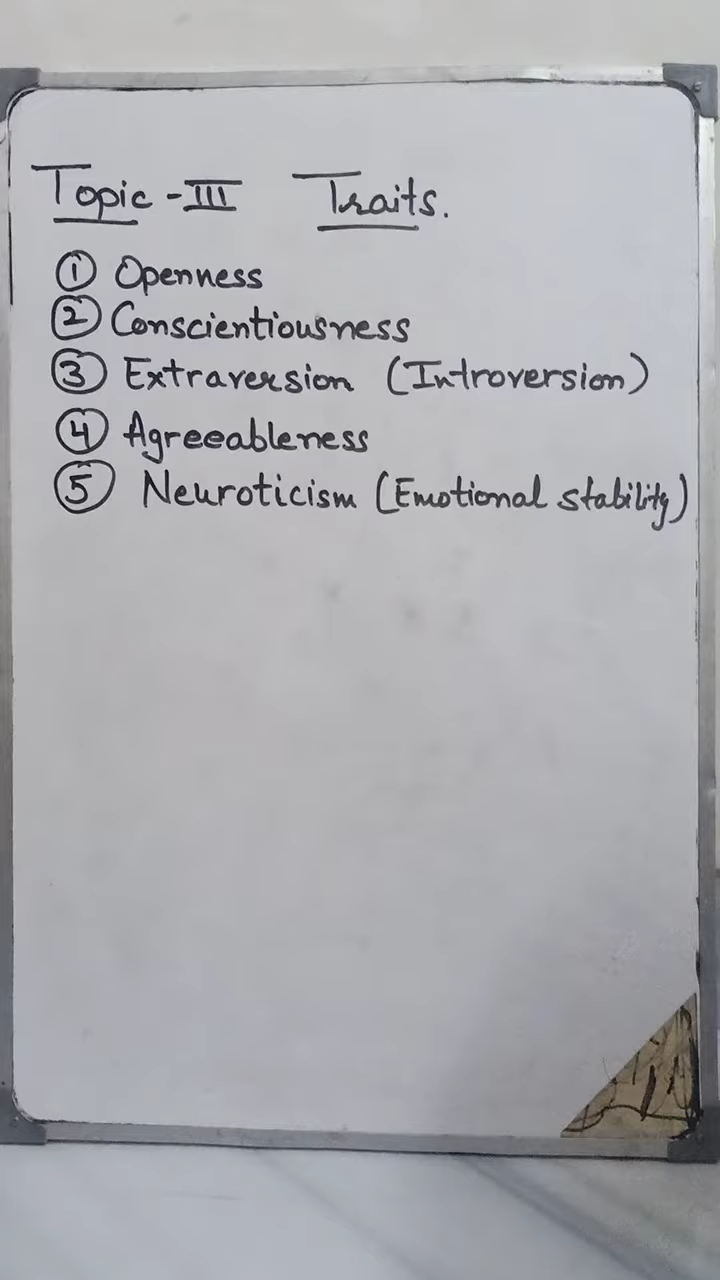 Topic - III Traits.
① Openness
② Conscientiousness
③ Extraversion (Introversion)
④ Agreeableness
⑤ Neuroticism (Emotional stability)